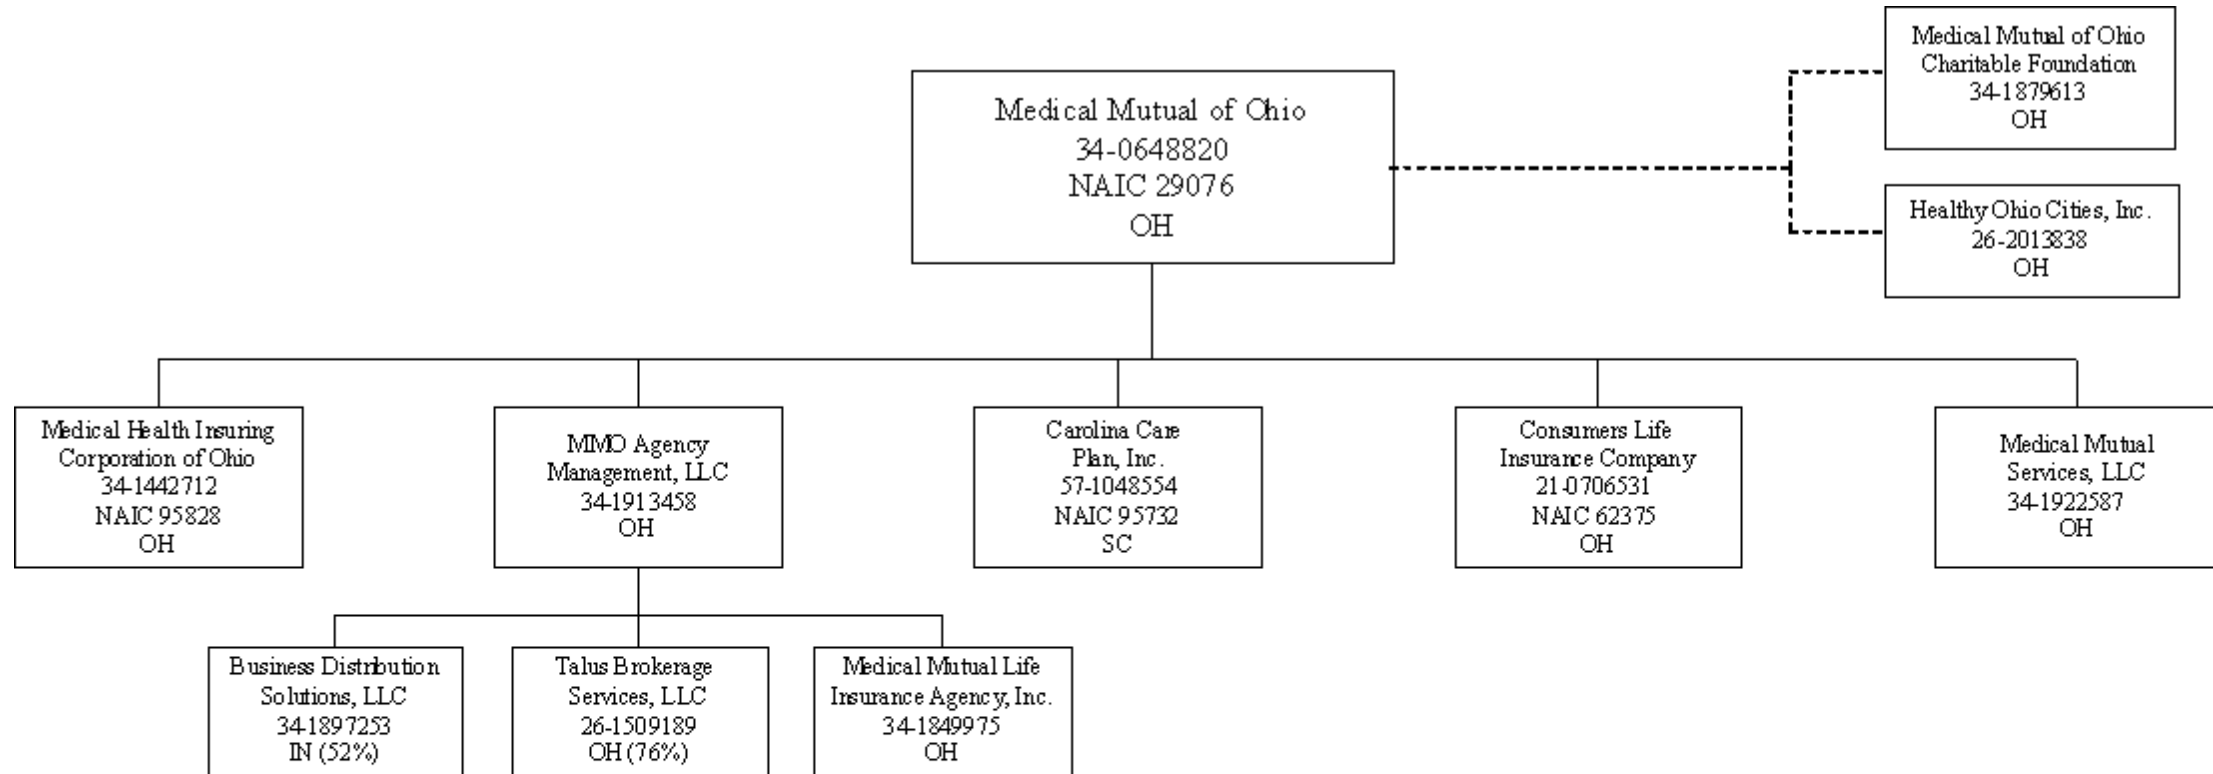 Medical Mutual of Ohio
Charitable Foundation
34-1879613
OH
Medical Mutual of Ohio
34-0648820
NAIC 29076
OH
Healthy Ohio Cities, Inc.
26-2013838
OH
Medical Health Insuring
Corporation of Ohio
34-1442712
NAIC 95828
OH
MMO Agency
Management, LLC
34-1913458
OH
Carolina Care
Plan, Inc.
57-1048554
NAIC 95732
SC
Consumers Life
Insurance Company
21-0706531
NAIC 62375
OH
Medical Mutual
Services, LLC
34-1922587
OH
Business Distribution
Solutions, LLC
34-1897253
IN (52%)
Talus Brokerage
Services, LLC
26-1509189
OH (76%)
Medical Mutual Life
Insurance Agency, Inc.
34-1849975
OH